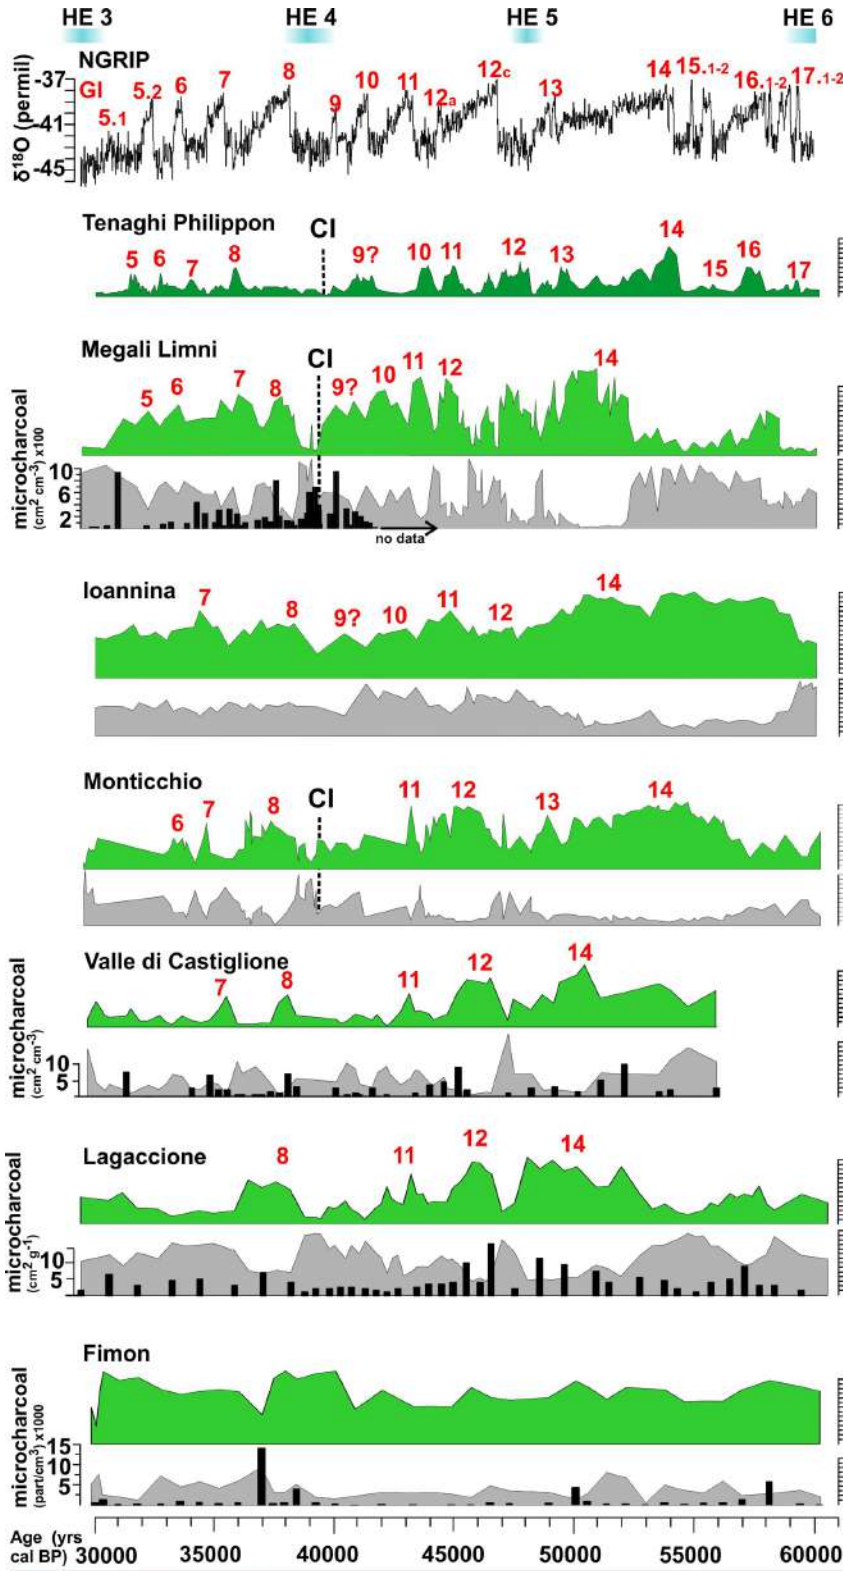 HE 3 HE 4 HE 5 HE 6
NGRIP
δ18O (permil)
-37
-41
-45
GI 5.1 5.2 6 7 8 9 10 11 12a 12c 13 14 15.1-2 16.1-2 17.1-2
Tenaghi Philippon
CI
5 6 7 8 9? 10 11 12 13 14 15 16 17
Megali Limni
CI
5 6 7 8 9? 10 11 12 14
microcharcoal
(cm2 cm-3) x100
10
6
2
no data
Ioannina
7 8 9? 10 11 12 14
Monticchio
CI
6 7 8 11 12 13 14
Valle di Castiglione
7 8 11 12 14
microcharcoal
(cm2 cm-3)
10
5
Lagaccione
8 11 12 14
microcharcoal
(cm2 g-1)
10
5
Fimon
microcharcoal
(part/cm3) x1000
15
10
5
Age (yrs
cal BP) 30000 35000 40000 45000 50000 55000 60000